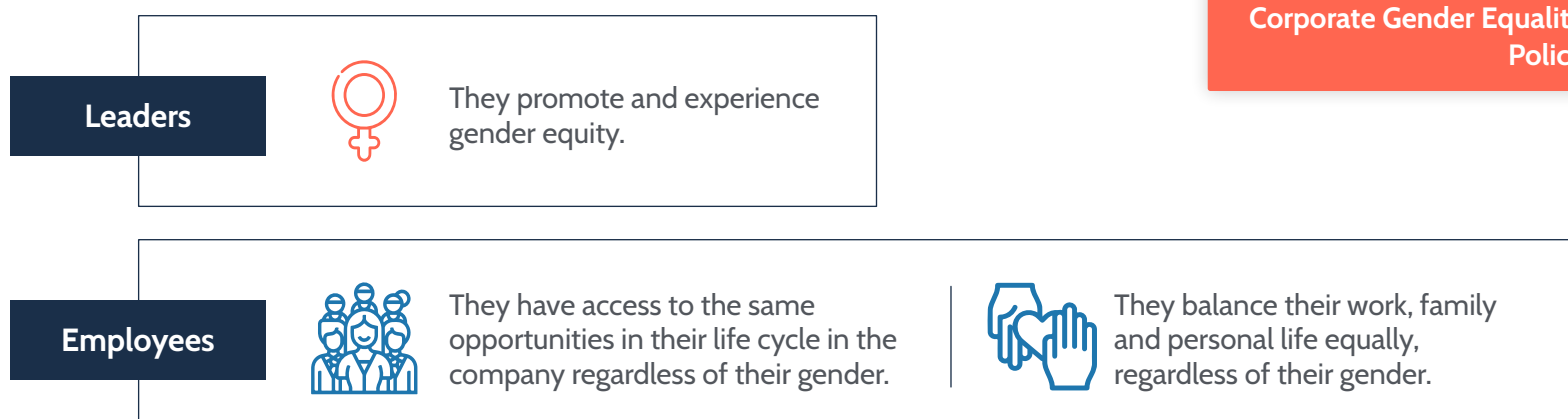 Corporate Gender Equalit
Polic
Leaders
They promote and experience
gender equity.
Employees
They have access to the same
opportunities in their life cycle in the
company regardless of their gender.
They balance their work, family
and personal life equally,
regardless of their gender.